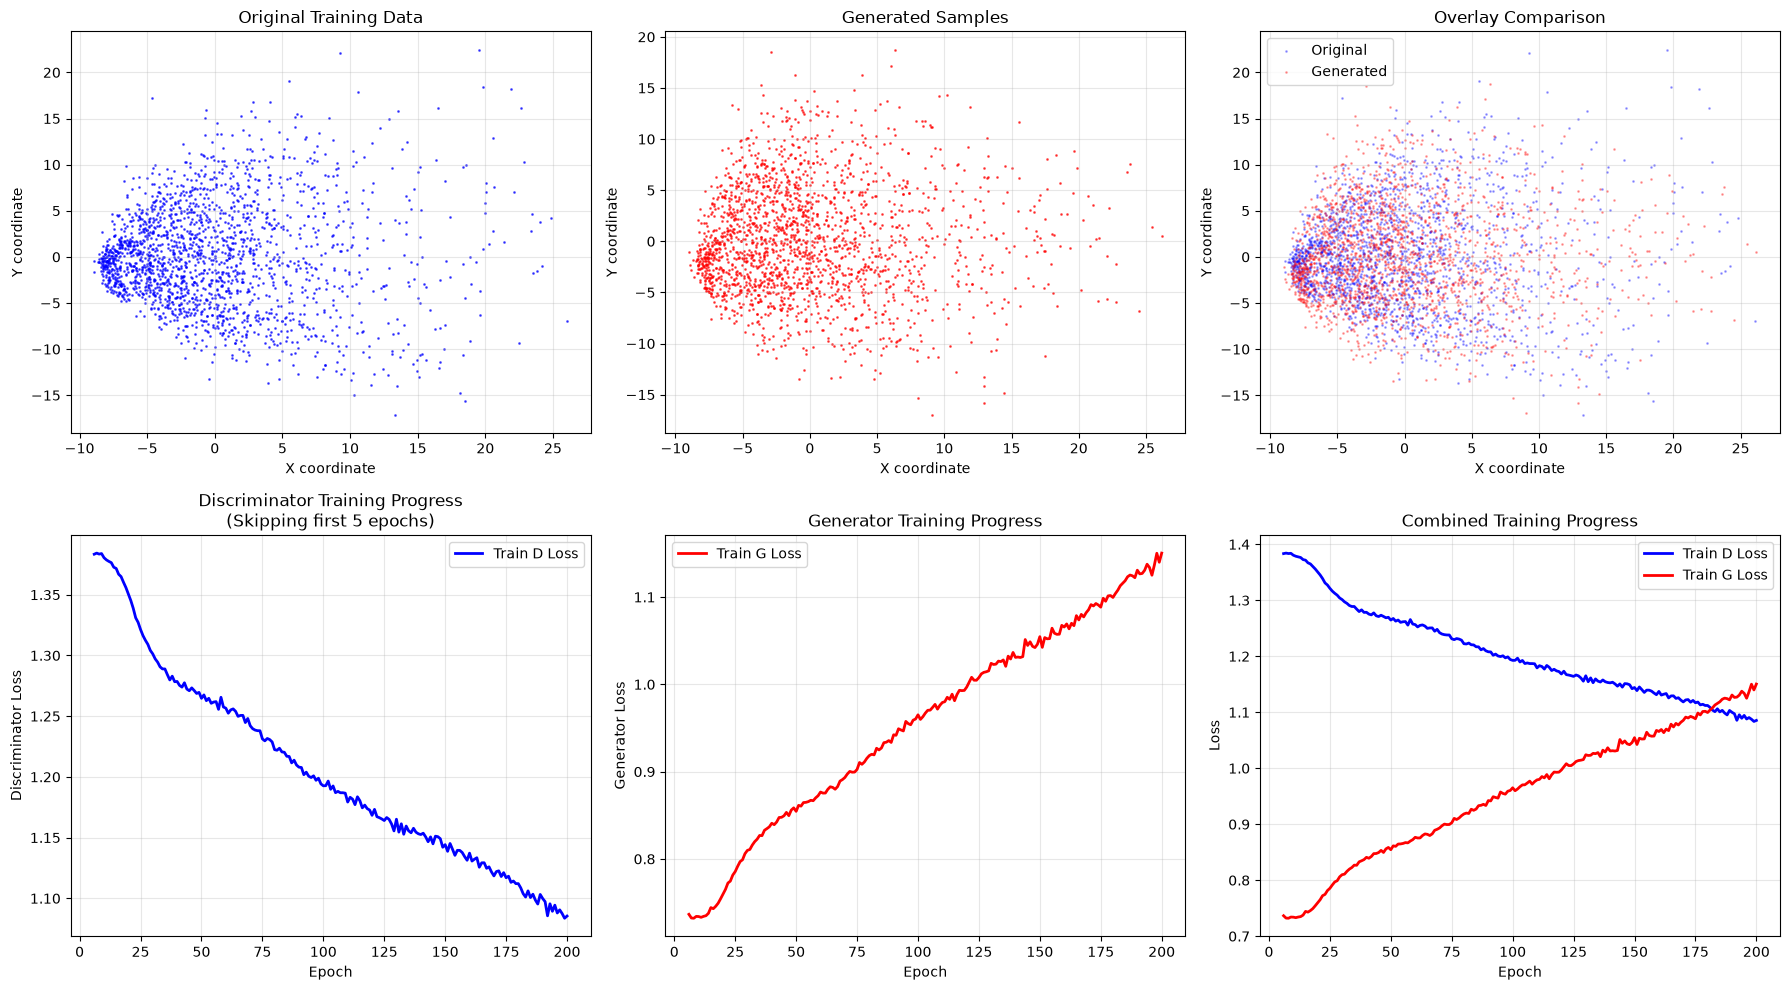 Original Training Data
Y coordinate
20
15
10
5
0
−5
−10
−15
−10 −5 0 5 10 15 20 25
X coordinate
Generated Samples
Y coordinate
20
15
10
5
0
−5
−10
−15
−10 −5 0 5 10 15 20 25
X coordinate
Overlay Comparison
Original
Generated
Y coordinate
20
15
10
5
0
−5
−10
−15
−10 −5 0 5 10 15 20 25
X coordinate
Discriminator Training Progress
(Skipping first 5 epochs)
Train D Loss
Discriminator Loss
1.35
1.30
1.25
1.20
1.15
1.10
0 25 50 75 100 125 150 175 200
Epoch
Generator Training Progress
Train G Loss
Generator Loss
1.1
1.0
0.9
0.8
0 25 50 75 100 125 150 175 200
Epoch
Combined Training Progress
Train D Loss
Train G Loss
Loss
1.4
1.3
1.2
1.1
1.0
0.9
0.8
0.7
0 25 50 75 100 125 150 175 200
Epoch